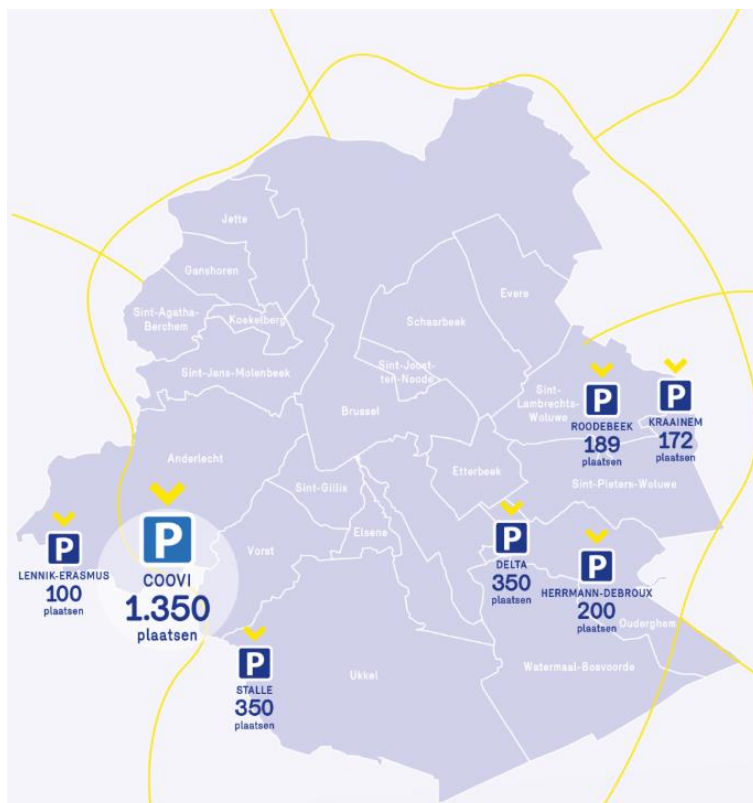 Jette
Ganshoren
Sint-Agatha-
Berchem
Koekelberg
Sint-Jans-Molenbeek
Evere
Schaarbeek
Sint-Joost-
ten-Noode
Brussel
Sint-
Lambrechts-
Woluwe
P
ROODEBEEK
189
plaatsen
P
KRAAINEM
172
plaatsen
Anderlecht
Etterbeek
Sint-Pieters-Woluwe
Sint-Gillis
Elsene
Vorst
P
LENNIK-ERASMUS
100
plaatsen
P
COOVI
1.350
plaatsen
P
DELTA
350
plaatsen
P
HERRMANN-DEBROUX
200
plaatsen
Ouderghem
Watermaal-Bosvoorde
P
STALLE
350
plaatsen
Ukkel